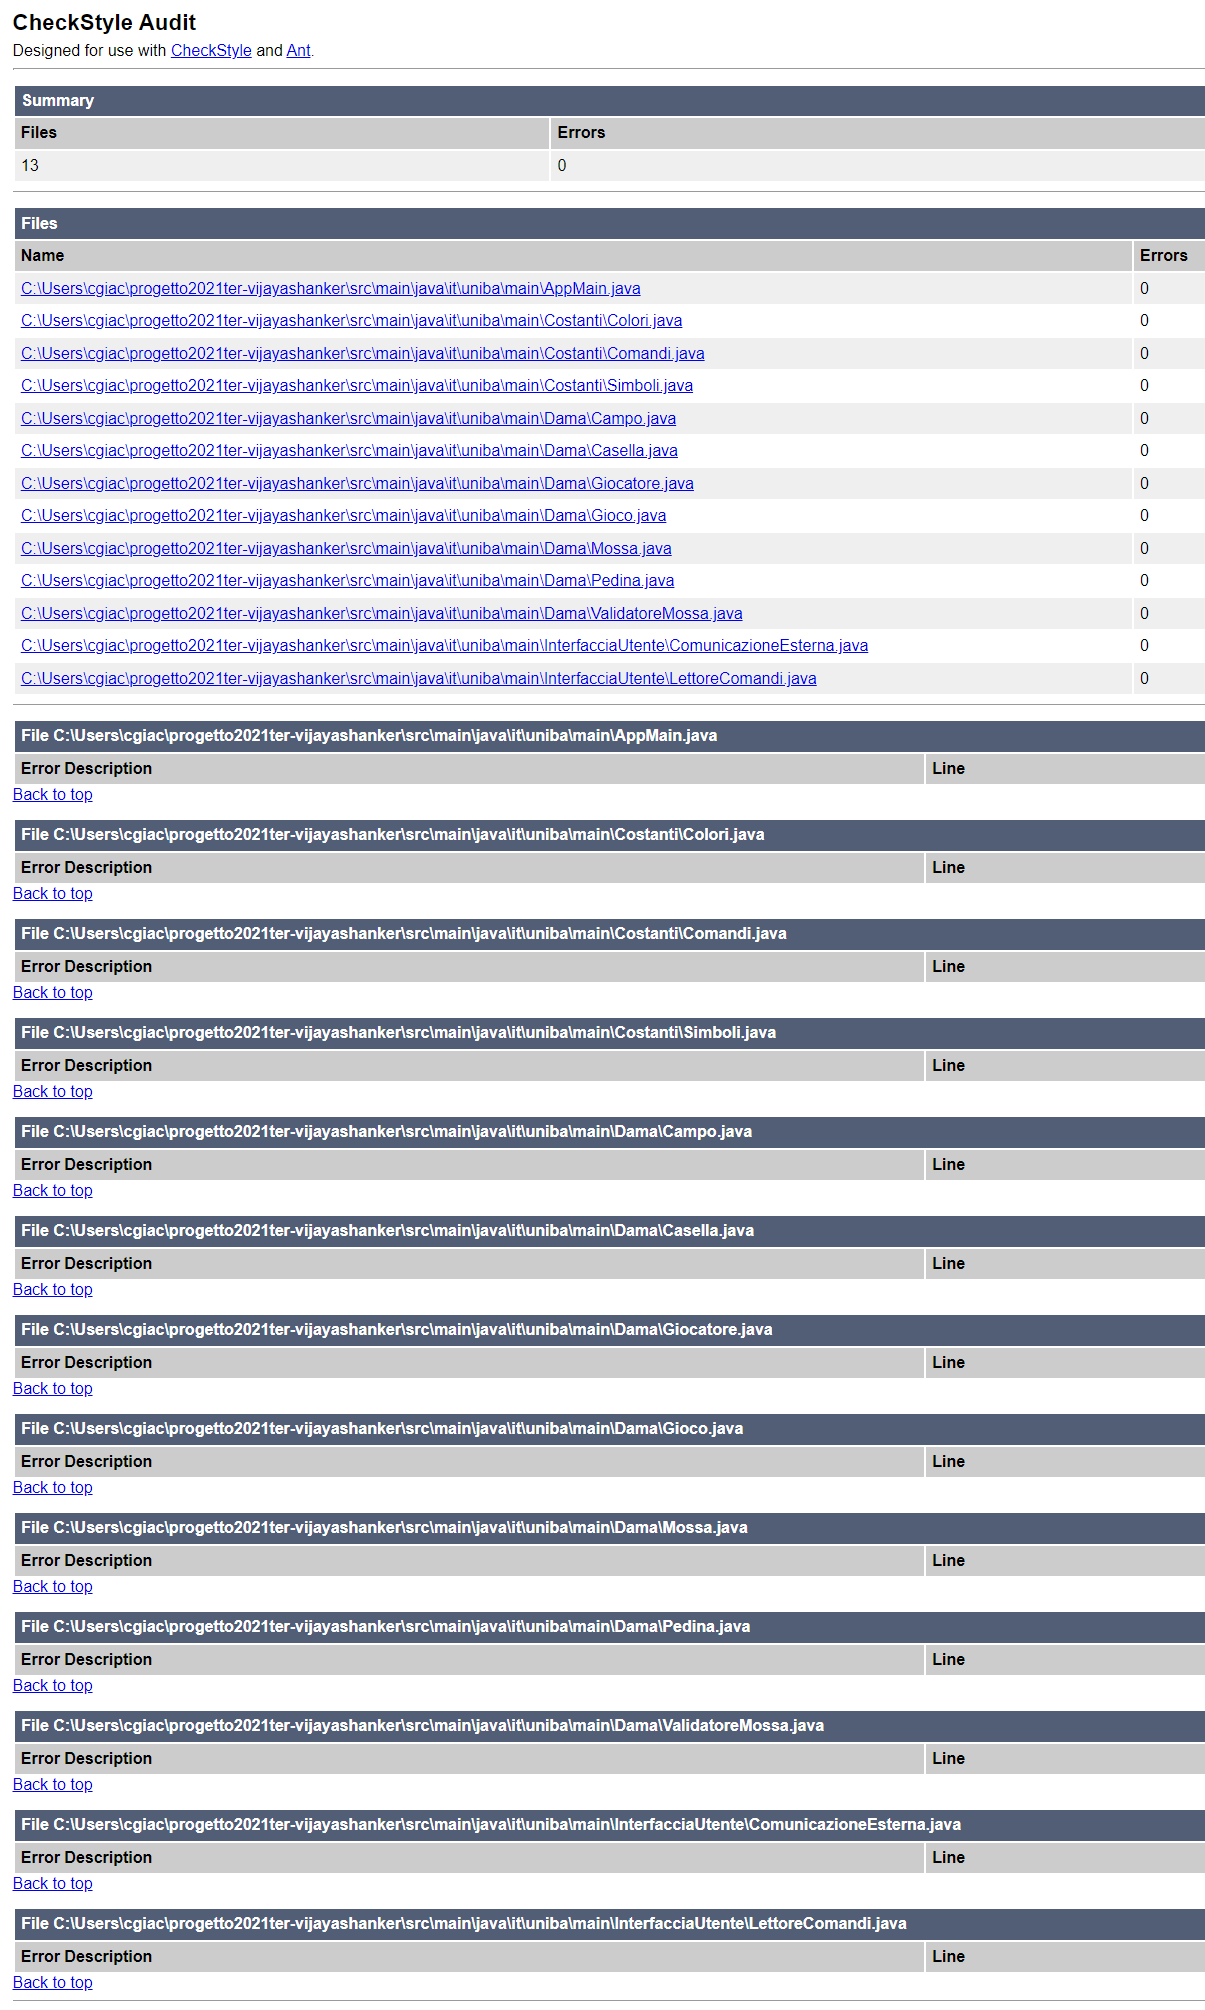 CheckStyle Audit
Designed for use with CheckStyle and Ant.
Summary
Files Errors
13 0
Files
Name Errors
C:\Users\cgiac\progetto2021ter-vijayashanker\src\main\java\it\uniba\main\AppMain.java 0
C:\Users\cgiac\progetto2021ter-vijayashanker\src\main\java\it\uniba\main\Costanti\Colori.java 0
C:\Users\cgiac\progetto2021ter-vijayashanker\src\main\java\it\uniba\main\Costanti\Comandi.java 0
C:\Users\cgiac\progetto2021ter-vijayashanker\src\main\java\it\uniba\main\Costanti\Simboli.java 0
C:\Users\cgiac\progetto2021ter-vijayashanker\src\main\java\it\uniba\main\Dama\Campo.java 0
C:\Users\cgiac\progetto2021ter-vijayashanker\src\main\java\it\uniba\main\Dama\Casella.java 0
C:\Users\cgiac\progetto2021ter-vijayashanker\src\main\java\it\uniba\main\Dama\Giocatore.java 0
C:\Users\cgiac\progetto2021ter-vijayashanker\src\main\java\it\uniba\main\Dama\Gioco.java 0
C:\Users\cgiac\progetto2021ter-vijayashanker\src\main\java\it\uniba\main\Dama\Mossa.java 0
C:\Users\cgiac\progetto2021ter-vijayashanker\src\main\java\it\uniba\main\Dama\Pedina.java 0
C:\Users\cgiac\progetto2021ter-vijayashanker\src\main\java\it\uniba\main\Dama\ValidatoreMossa.java 0
C:\Users\cgiac\progetto2021ter-vijayashanker\src\main\java\it\uniba\main\InterfacciaUtente\ComunicazioneEsterna.java 0
C:\Users\cgiac\progetto2021ter-vijayashanker\src\main\java\it\uniba\main\InterfacciaUtente\LettoreComandi.java 0
File C:\Users\cgiac\progetto2021ter-vijayashanker\src\main\java\it\uniba\main\AppMain.java
Error Description Line
Back to top
File C:\Users\cgiac\progetto2021ter-vijayashanker\src\main\java\it\uniba\main\Costanti\Colori.java
Error Description Line
Back to top
File C:\Users\cgiac\progetto2021ter-vijayashanker\src\main\java\it\uniba\main\Costanti\Comandi.java
Error Description Line
Back to top
File C:\Users\cgiac\progetto2021ter-vijayashanker\src\main\java\it\uniba\main\Costanti\Simboli.java
Error Description Line
Back to top
File C:\Users\cgiac\progetto2021ter-vijayashanker\src\main\java\it\uniba\main\Dama\Campo.java
Error Description Line
Back to top
File C:\Users\cgiac\progetto2021ter-vijayashanker\src\main\java\it\uniba\main\Dama\Casella.java
Error Description Line
Back to top
File C:\Users\cgiac\progetto2021ter-vijayashanker\src\main\java\it\uniba\main\Dama\Giocatore.java
Error Description Line
Back to top
File C:\Users\cgiac\progetto2021ter-vijayashanker\src\main\java\it\uniba\main\Dama\Gioco.java
Error Description Line
Back to top
File C:\Users\cgiac\progetto2021ter-vijayashanker\src\main\java\it\uniba\main\Dama\Mossa.java
Error Description Line
Back to top
File C:\Users\cgiac\progetto2021ter-vijayashanker\src\main\java\it\uniba\main\Dama\Pedina.java
Error Description Line
Back to top
File C:\Users\cgiac\progetto2021ter-vijayashanker\src\main\java\it\uniba\main\Dama\ValidatoreMossa.java
Error Description Line
Back to top
File C:\Users\cgiac\progetto2021ter-vijayashanker\src\main\java\it\uniba\main\InterfacciaUtente\ComunicazioneEsterna.java
Error Description Line
Back to top
File C:\Users\cgiac\progetto2021ter-vijayashanker\src\main\java\it\uniba\main\InterfacciaUtente\LettoreComandi.java
Error Description Line
Back to top